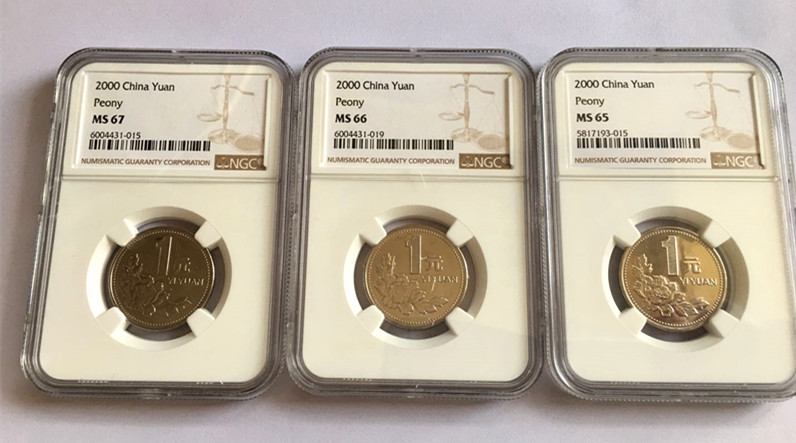 2000 China Yuan
Peony
MS 67
6004431-015
NUMISMATIC GUARANTY CORPORATION
NGC
1元
YI YUAN
2000 China Yuan
Peony
MS 66
6004431-019
NUMISMATIC GUARANTY CORPORATION
NGC
1元
YI YUAN
2000 China Yuan
Peony
MS 65
5817193-015
NUMISMATIC GUARANTY CORPORATION
NGC
1元
YI YUAN